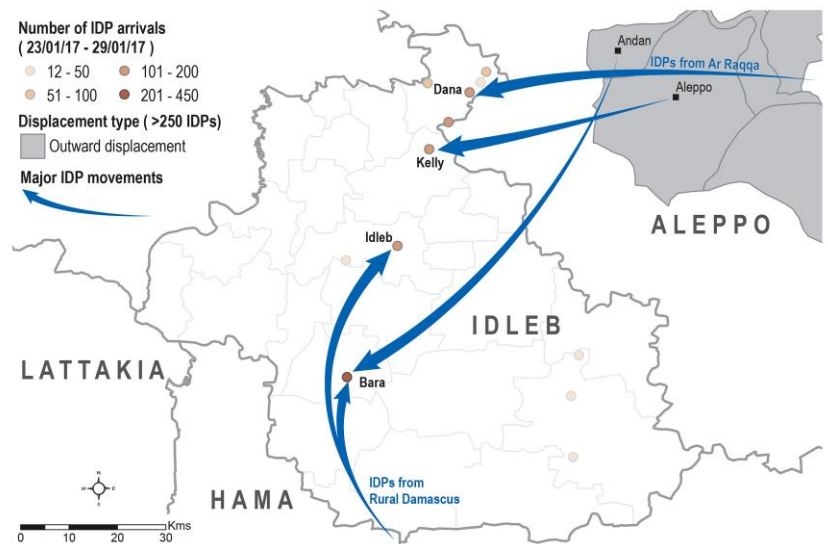 Number of IDP arrivals
( 23/01/17 - 29/01/17 )
12 - 50
101 - 200
51 - 100
201 - 450
Displacement type ( >250 IDPs)
Outward displacement
Major IDP movements
Andan
IDPs from Ar Raqqa
Dana
Aleppo
Kelly
ALEPPO
Idleb
IDLEB
LATTAKIA
Bara
IDPs from
Rural Damascus
HAMA
N
W
E
S
Kms
0 10 20 30